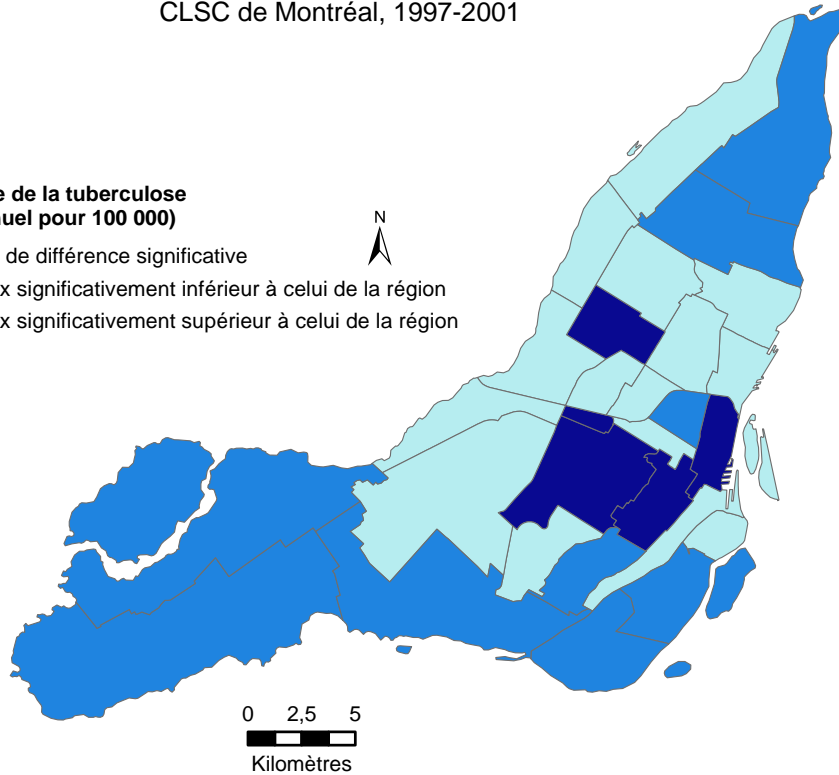 CLSC de Montréal, 1997-2001
de la tuberculose
pour 100 000)
N
de différence significative
significativement inférieur à celui de la région
significativement supérieur à celui de la région
0 2,5 5
Kilomètres